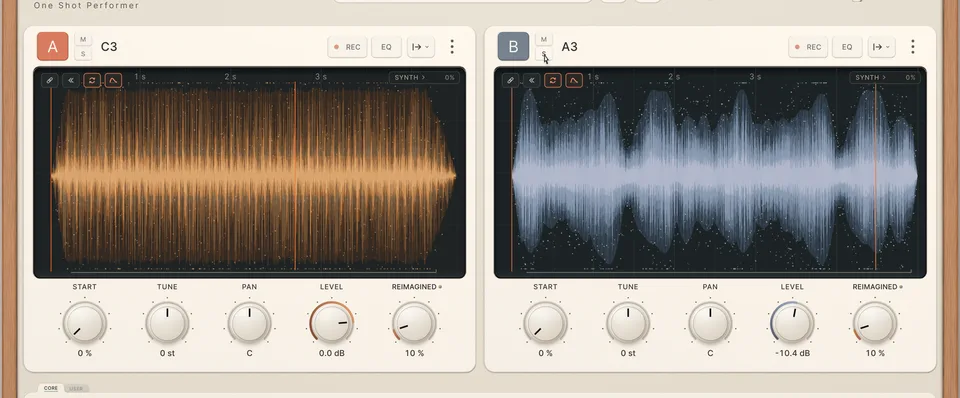 One Shot Performer
A
M
S
C3
REC
EQ
1 s
2 s
3 s
SYNTH
0%
START
TUNE
PAN
LEVEL
REIMAGINED
0 %
0 st
C
0.0 dB
10 %
B
M
S
A3
REC
EQ
1 s
2 s
3 s
SYNTH
0%
START
TUNE
PAN
LEVEL
REIMAGINED
0 %
0 st
C
-10.4 dB
10 %
CORE
USER